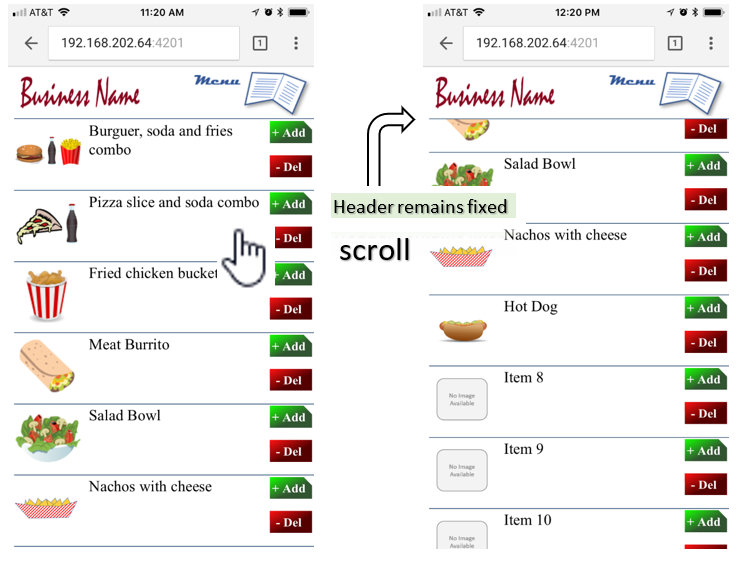 AT&T 11:20 AM
192.168.202.64:4201 1
Business Name Menu
Burguer, soda and fries
combo
+ Add
- Del
Pizza slice and soda combo
+ Add
- Del
Fried chicken bucket
+ Add
- Del
Meat Burrito
+ Add
- Del
Salad Bowl
+ Add
- Del
Nachos with cheese
+ Add
- Del
Header remains fixed
scroll
AT&T 12:20 PM
192.168.202.64:4201 1
Business Name Menu
- Del
Salad Bowl
+ Add
- Del
Nachos with cheese
+ Add
- Del
Hot Dog
+ Add
- Del
Item 8
No Image
Available
+ Add
- Del
Item 9
No Image
Available
+ Add
- Del
Item 10
No Image
Available
+ Add
- Del